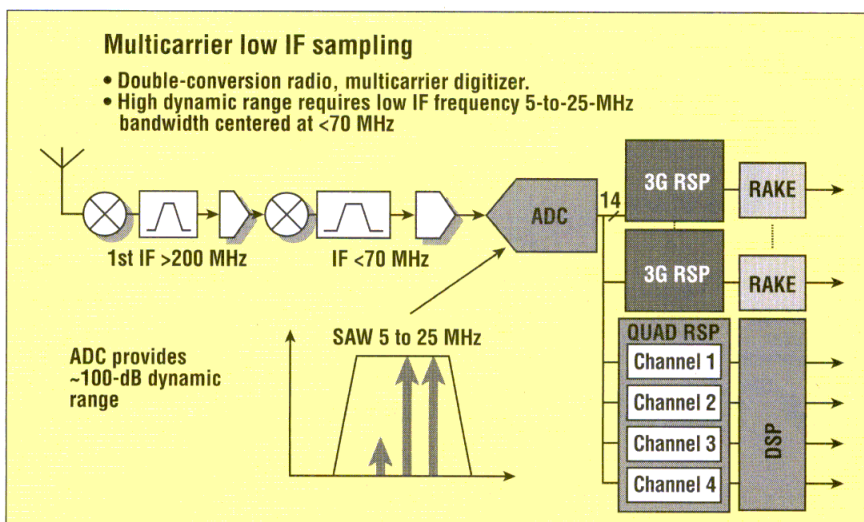 Multicarrier low IF sampling
• Double-conversion radio, multicarrier digitizer.
• High dynamic range requires low IF frequency 5-to-25-MHz
bandwidth centered at <70 MHz
1st IF >200 MHz
IF <70 MHz
ADC
14
3G RSP
RAKE
3G RSP
RAKE
SAW 5 to 25 MHz
ADC provides
~100-dB dynamic
range
QUAD RSP
Channel 1
Channel 2
Channel 3
Channel 4
DSP